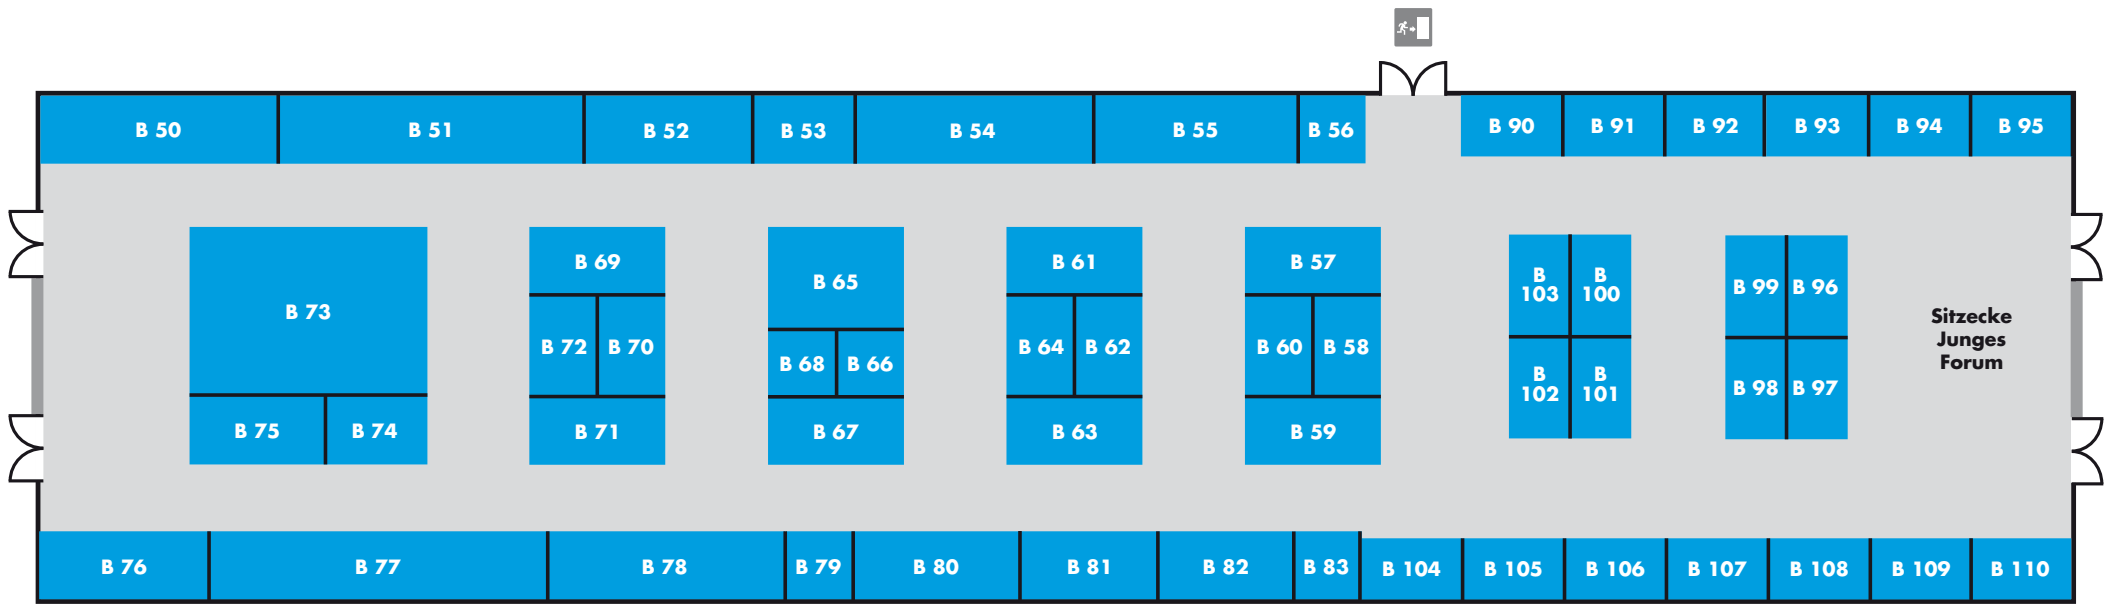 B 50
B 51
B 52
B 53
B 54
B 55
B 56
B 90
B 91
B 92
B 93
B 94
B 95
B 73
B 75
B 74
B 69
B 72
B 70
B 71
B 65
B 68
B 66
B 67
B 61
B 64
B 62
B 63
B 57
B 60
B 58
B 59
B
103
B
100
B
102
B
101
B 99
B 96
B 98
B 97
Sitzecke
Junges
Forum
B 76
B 77
B 78
B 79
B 80
B 81
B 82
B 83
B 104
B 105
B 106
B 107
B 108
B 109
B 110